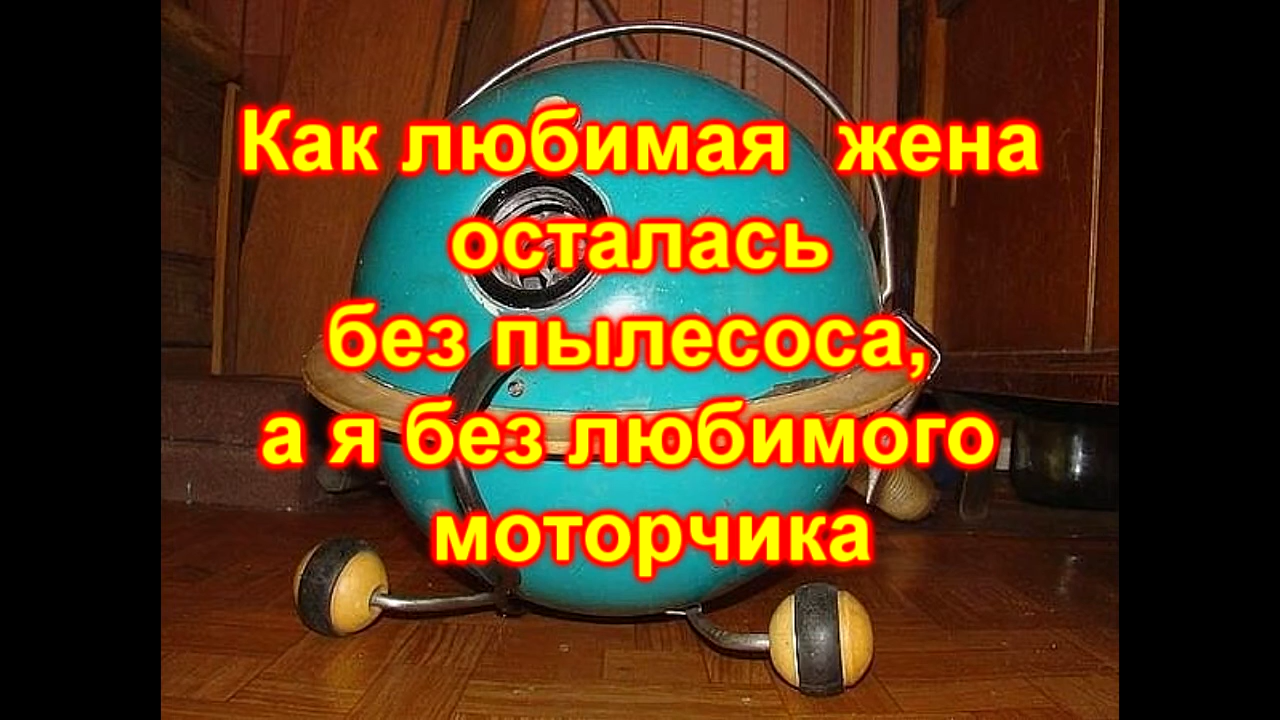 Как любимая жена
осталась
без пылесоса,
а я без любимого
моторчика